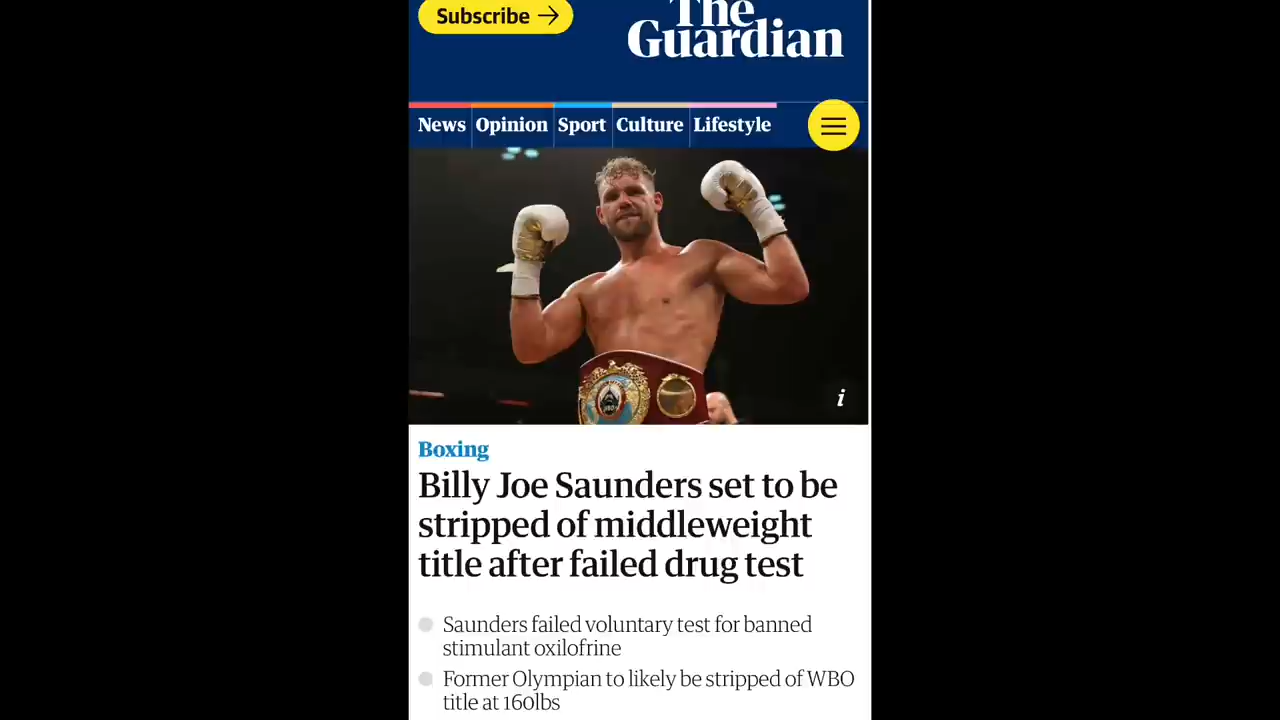 Subscribe →
The
Guardian
News Opinion Sport Culture Lifestyle
i
Boxing
Billy Joe Saunders set to be
stripped of middleweight
title after failed drug test
Saunders failed voluntary test for banned
stimulant oxilofrine
Former Olympian to likely be stripped of WBO
title at 160lbs